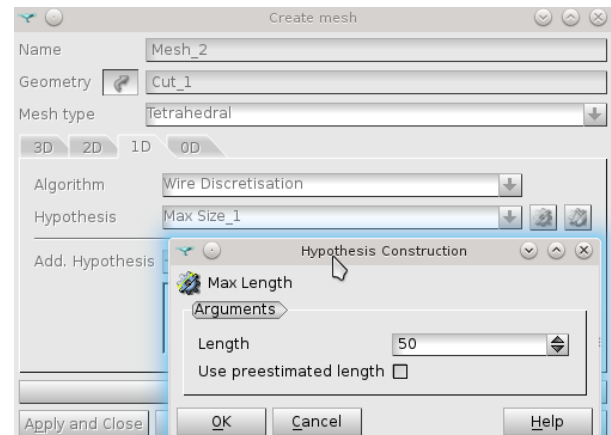 Create mesh
Name Mesh_2
Geometry Cut_1
Mesh type Tetrahedral
3D 2D 1D 0D
Algorithm Wire Discretisation
Hypothesis Max Size_1
Add. Hypothesis
Hypothesis Construction
Max Length
Arguments
Length 50
Use preestimated length
Apply and Close
OK Cancel Help